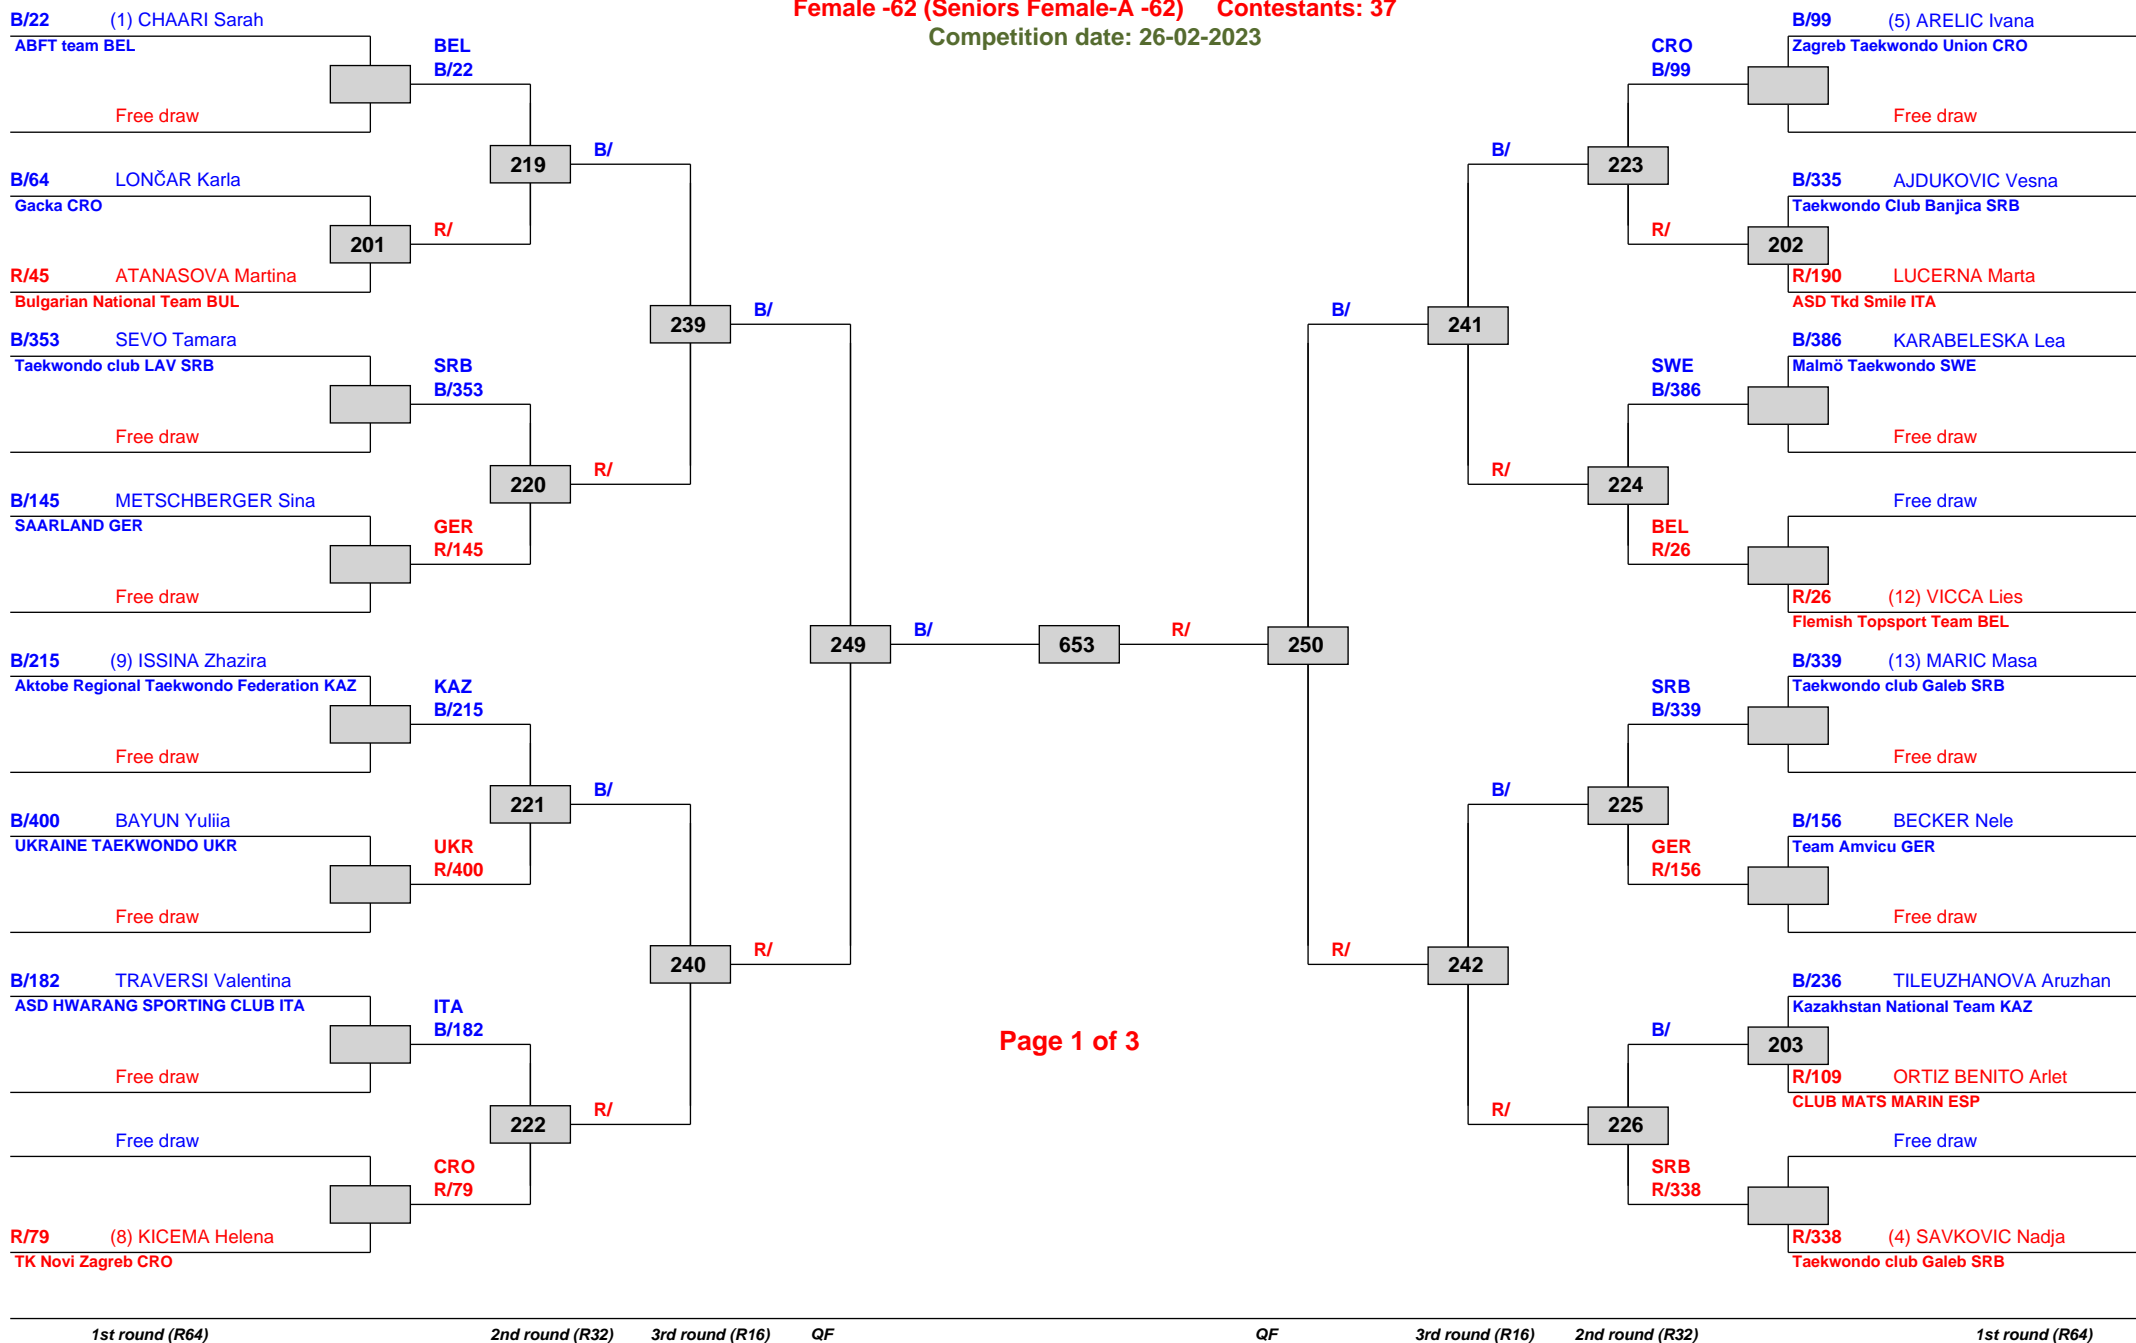 Female -62 (Seniors Female-A -62) Contestants: 37
Competition date: 26-02-2023
B/22 (1) CHAARI Sarah
ABFT team BEL
BEL
B/22
Free draw
219
B/
B/64 LONČAR Karla
Gacka CRO
201
R/
R/45 ATANASOVA Martina
Bulgarian National Team BUL
239
B/
B/353 SEVO Tamara
Taekwondo club LAV SRB
SRB
B/353
Free draw
220
R/
B/145 METSCHBERGER Sina
SAARLAND GER
GER
R/145
Free draw
249
B/
653
R/
250
B/215 (9) ISSINA Zhazira
Aktobe Regional Taekwondo Federation KAZ
KAZ
B/215
Free draw
221
B/
B/400 BAYUN Yuliia
UKRAINE TAEKWONDO UKR
UKR
R/400
Free draw
240
R/
B/182 TRAVERSI Valentina
ASD HWARANG SPORTING CLUB ITA
ITA
B/182
Free draw
222
R/
Free draw
CRO
R/79
R/79 (8) KICEMA Helena
TK Novi Zagreb CRO
B/99 (5) ARELIC Ivana
Zagreb Taekwondo Union CRO
CRO
B/99
Free draw
B/
223
B/335 AJDUKOVIC Vesna
Taekwondo Club Banjica SRB
R/
202
R/190 LUCERNA Marta
ASD Tkd Smile ITA
B/
241
B/386 KARABELESKA Lea
Malmö Taekwondo SWE
SWE
B/386
Free draw
R/
224
Free draw
BEL
R/26
R/26 (12) VICCA Lies
Flemish Topsport Team BEL
B/339 (13) MARIC Masa
Taekwondo club Galeb SRB
SRB
B/339
Free draw
B/
225
B/156 BECKER Nele
Team Amvicu GER
GER
R/156
Free draw
R/
242
B/236 TILEUZHANOVA Aruzhan
Kazakhstan National Team KAZ
B/
203
R/109 ORTIZ BENITO Arlet
CLUB MATS MARIN ESP
R/
226
Free draw
SRB
R/338
R/338 (4) SAVKOVIC Nadja
Taekwondo club Galeb SRB
Page 1 of 3
1st round (R64) 2nd round (R32) 3rd round (R16) QF QF 3rd round (R16) 2nd round (R32) 1st round (R64)